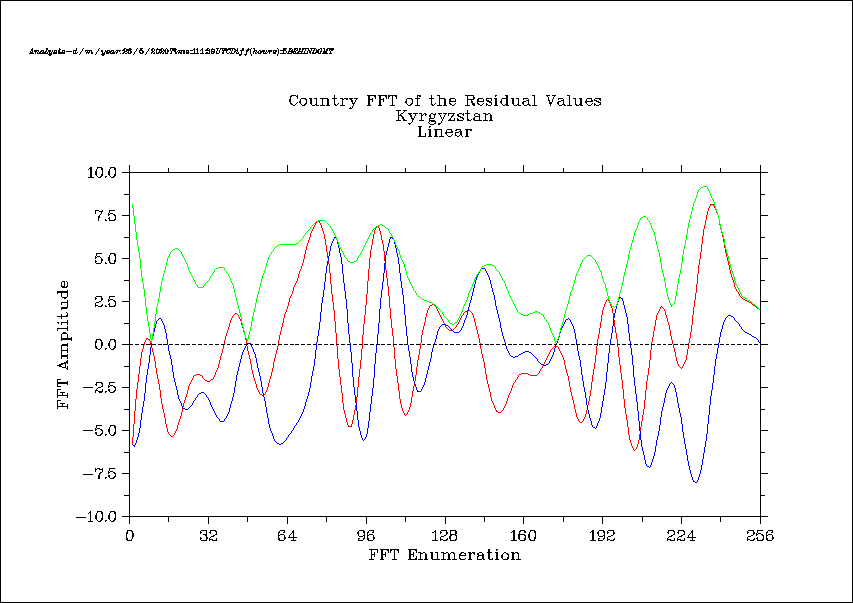 Country FFT of the Residual Values
Kyrgyzstan
Linear
FFT Amplitude
10.0
7.5
5.0
2.5
0.0
−2.5
−5.0
−7.5
−10.0
0 32 64 96 128 160 192 224 256
FFT Enumeration